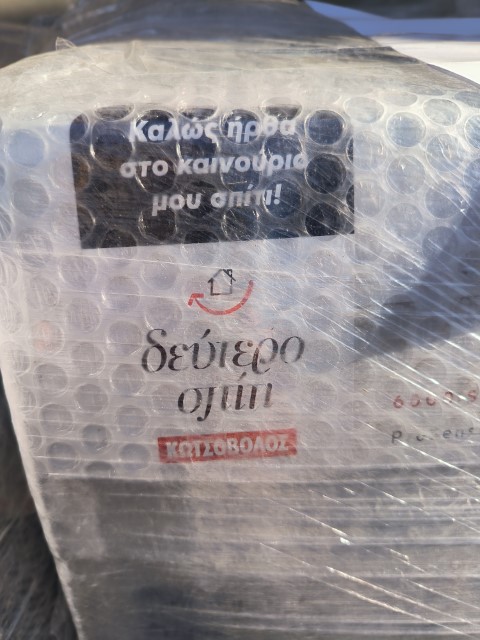 Καλώς ήρθα
στο καινούριο
μου σπίτι!
δεύτερο
σπίτι
ΚΩΤΣΟΒΟΛΟΣ